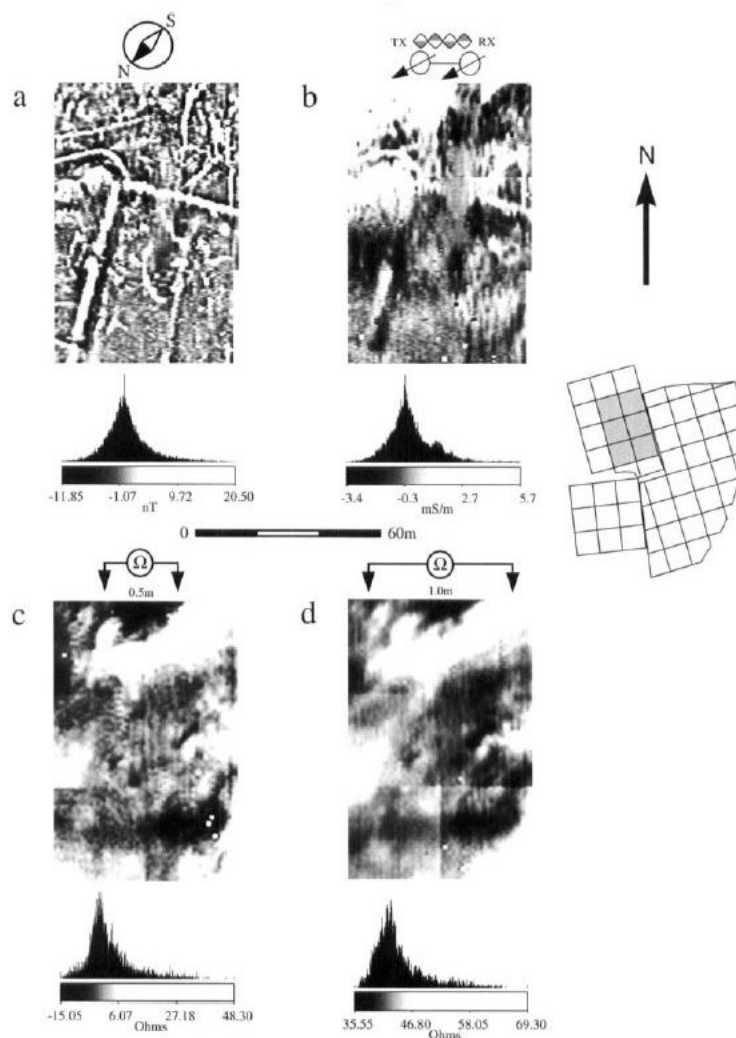 S
N
TX RX
a
b
N
-11.85 -1.07 9.72 20.50
nT
-3.4 -0.3 2.7 5.7
mS/m
0 60m
Ω
0.5m
Ω
1.0m
c
d
-15.05 6.07 27.18 48.30
Ohms
35.55 46.80 58.05 69.30
Ohms